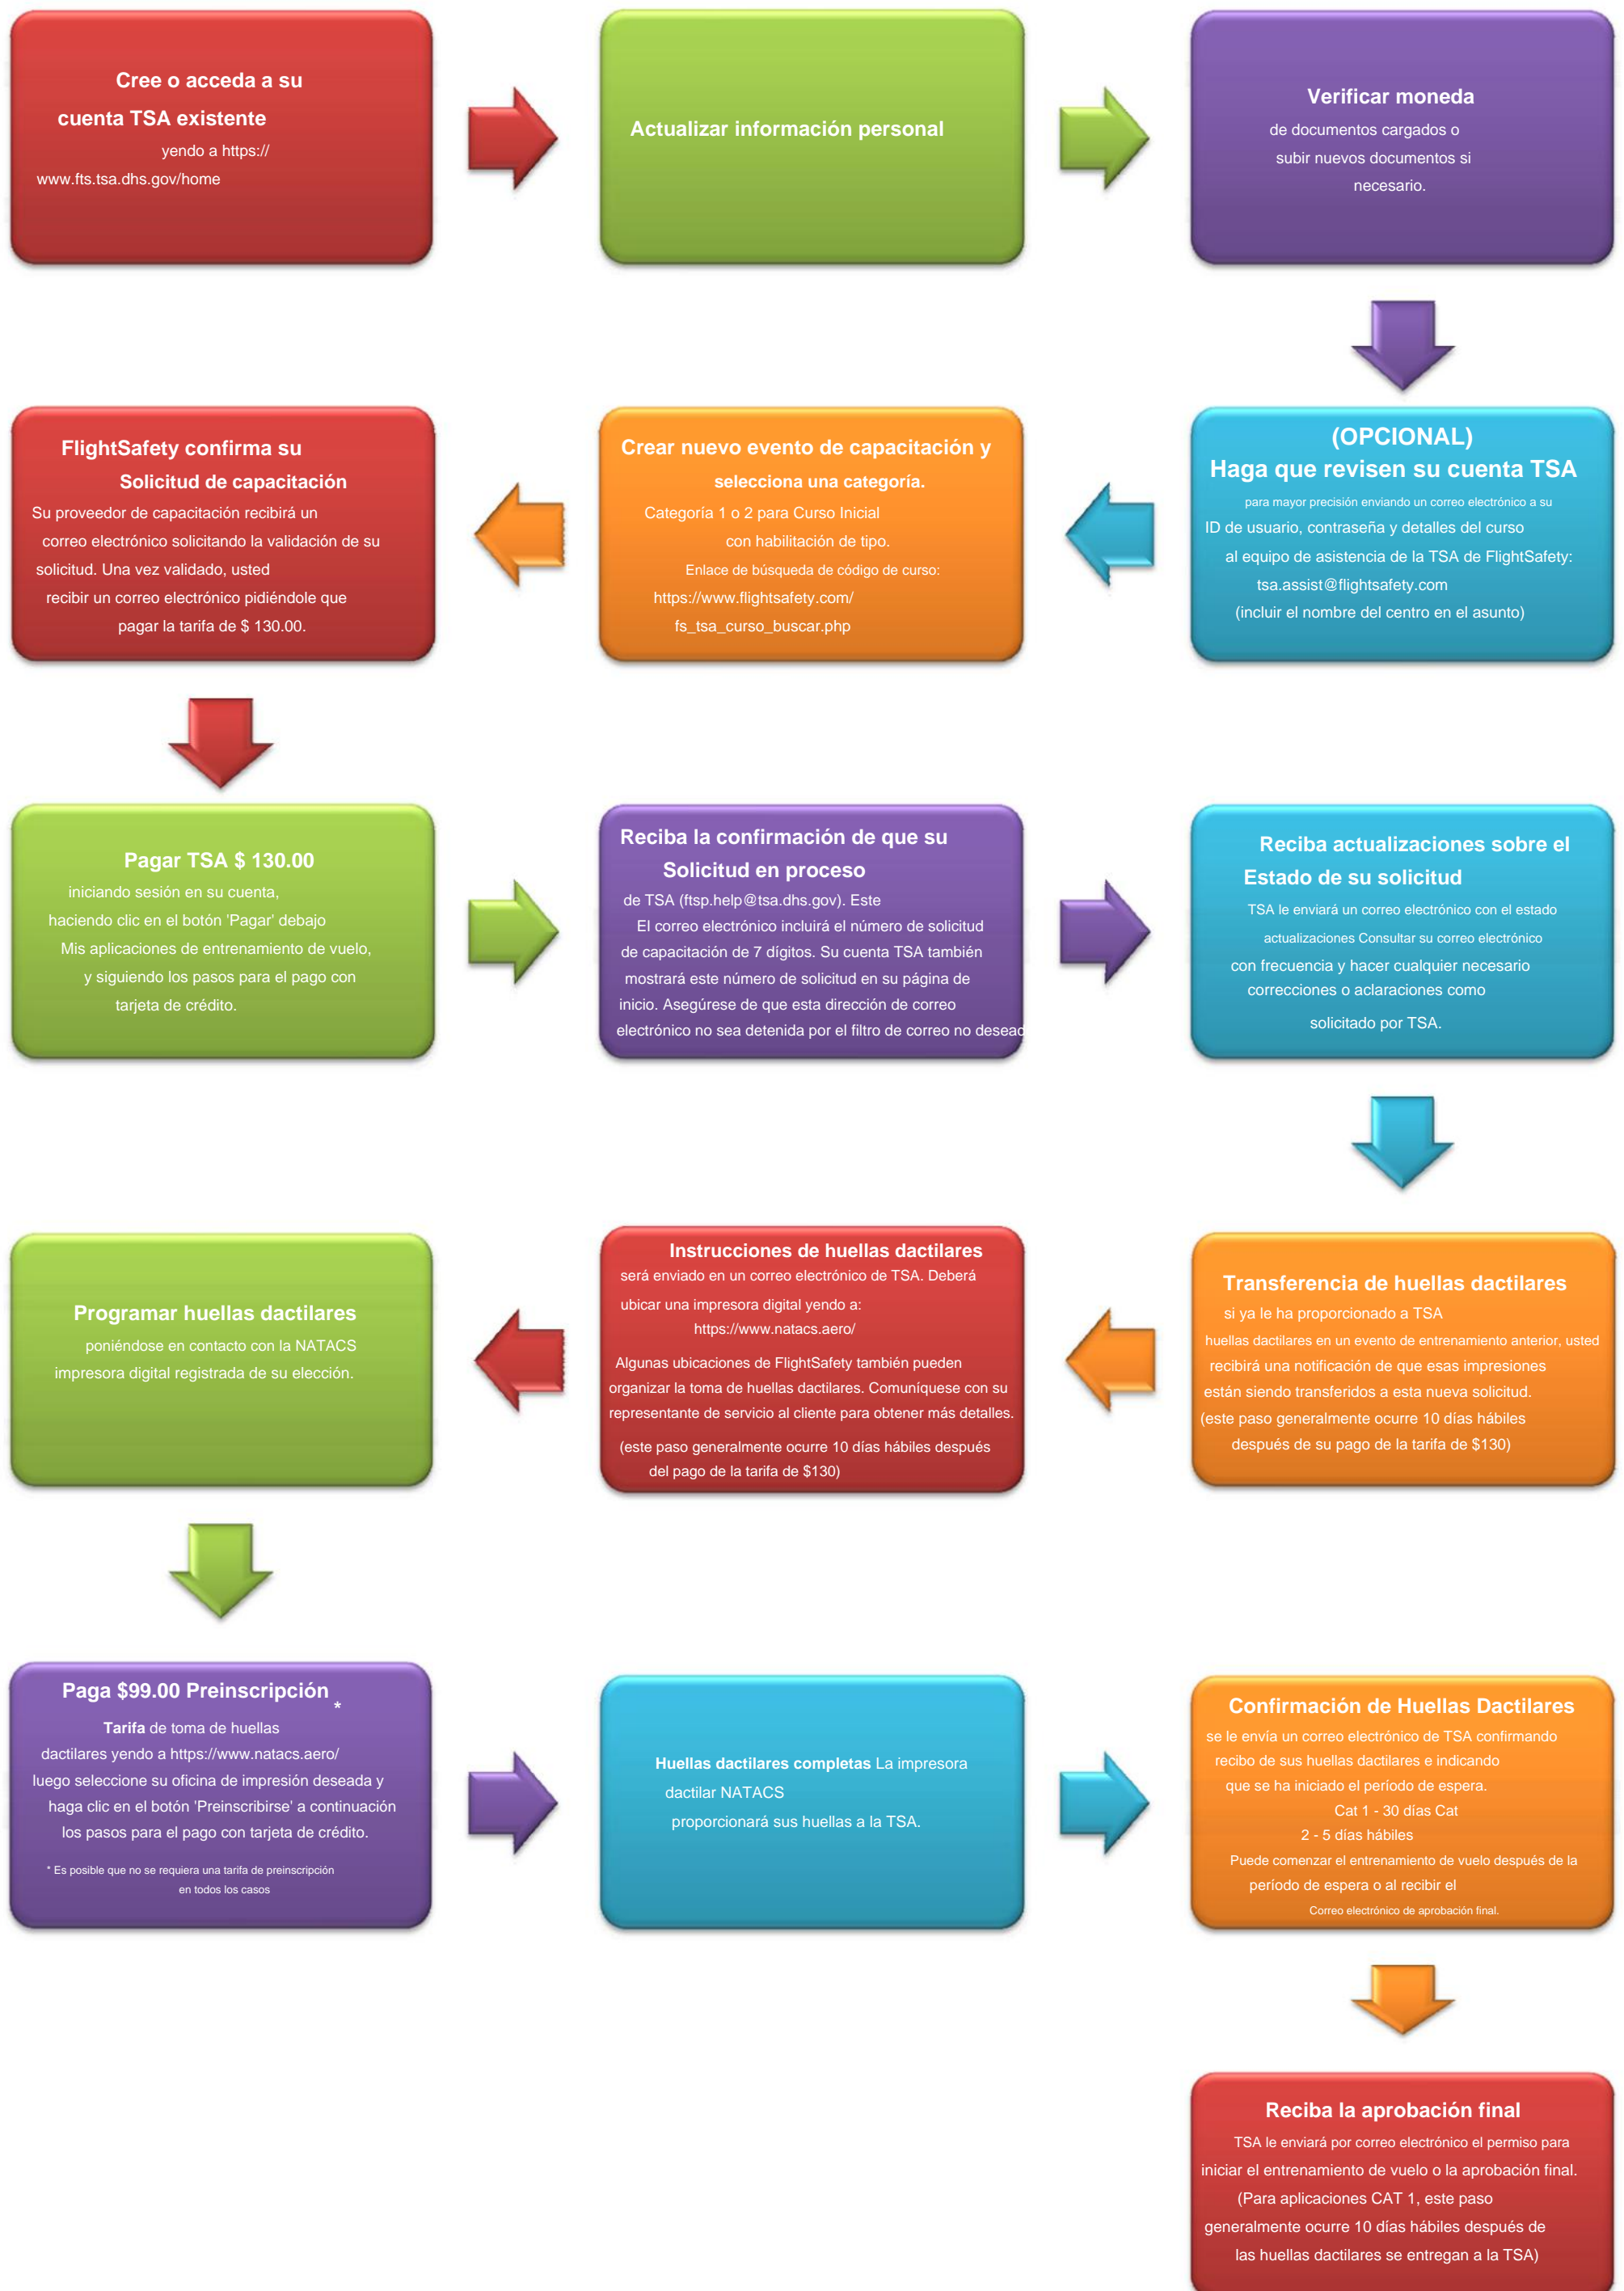 Cree o acceda a su
cuenta TSA existente
yendo a https://
www.fts.tsa.dhs.gov/home
Actualizar información personal
Verificar moneda
de documentos cargados o
subir nuevos documentos si
necesario.
(OPCIONAL)
Haga que revisen su cuenta TSA
para mayor precisión enviando un correo electrónico a su
ID de usuario, contraseña y detalles del curso
al equipo de asistencia de la TSA de FlightSafety:
tsa.assist@flightsafety.com
(incluir el nombre del centro en el asunto)
Crear nuevo evento de capacitación y
selecciona una categoría.
Categoría 1 o 2 para Curso Inicial
con habilitación de tipo.
Enlace de búsqueda de código de curso:
https://www.flightsafety.com/
fs_tsa_curso_buscar.php
FlightSafety confirma su
Solicitud de capacitación
Su proveedor de capacitación recibirá un
correo electrónico solicitando la validación de su
solicitud. Una vez validado, usted
recibir un correo electrónico pidiéndole que
pagar la tarifa de $ 130.00.
Pagar TSA $ 130.00
iniciando sesión en su cuenta,
haciendo clic en el botón 'Pagar' debajo
Mis aplicaciones de entrenamiento de vuelo,
y siguiendo los pasos para el pago con
tarjeta de crédito.
Reciba la confirmación de que su
Solicitud en proceso
de TSA (ftsp.help@tsa.dhs.gov). Este
El correo electrónico incluirá el número de solicitud
de capacitación de 7 dígitos. Su cuenta TSA también
mostrará este número de solicitud en su página de
inicio. Asegúrese de que esta dirección de correo
electrónico no sea detenida por el filtro de correo no desead
Reciba actualizaciones sobre el
Estado de su solicitud
TSA le enviará un correo electrónico con el estado
actualizaciones Consultar su correo electrónico
con frecuencia y hacer cualquier necesario
correcciones o aclaraciones como
solicitado por TSA.
Transferencia de huellas dactilares
si ya le ha proporcionado a TSA
huellas dactilares en un evento de entrenamiento anterior, usted
recibirá una notificación de que esas impresiones
están siendo transferidos a esta nueva solicitud.
(este paso generalmente ocurre 10 días hábiles
después de su pago de la tarifa de $130)
Instrucciones de huellas dactilares
será enviado en un correo electrónico de TSA. Deberá
ubicar una impresora digital yendo a:
https://www.natacs.aero/
Algunas ubicaciones de FlightSafety también pueden
organizar la toma de huellas dactilares. Comuníquese con su
representante de servicio al cliente para obtener más detalles.
(este paso generalmente ocurre 10 días hábiles después
del pago de la tarifa de $130)
Programar huellas dactilares
poniéndose en contacto con la NATACS
impresora digital registrada de su elección.
Paga $99.00 Preinscripción *
Tarifa de toma de huellas
dactilares yendo a https://www.natacs.aero/
luego seleccione su oficina de impresión deseada y
haga clic en el botón 'Preinscribirse' a continuación
los pasos para el pago con tarjeta de crédito.
* Es posible que no se requiera una tarifa de preinscripción
en todos los casos
Huellas dactilares completas La impresora
dactilar NATACS
proporcionará sus huellas a la TSA.
Confirmación de Huellas Dactilares
se le envía un correo electrónico de TSA confirmando
recibo de sus huellas dactilares e indicando
que se ha iniciado el período de espera.
Cat 1 - 30 días Cat
2 - 5 días hábiles
Puede comenzar el entrenamiento de vuelo después de la
período de espera o al recibir el
Correo electrónico de aprobación final.
Reciba la aprobación final
TSA le enviará por correo electrónico el permiso para
iniciar el entrenamiento de vuelo o la aprobación final.
(Para aplicaciones CAT 1, este paso
generalmente ocurre 10 días hábiles después de
las huellas dactilares se entregan a la TSA)